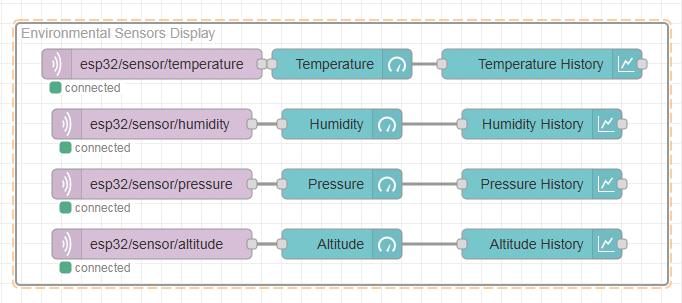 Environmental Sensors Display
esp32/sensor/temperature Temperature Temperature History
connected
esp32/sensor/humidity Humidity Humidity History
connected
esp32/sensor/pressure Pressure Pressure History
connected
esp32/sensor/altitude Altitude Altitude History
connected